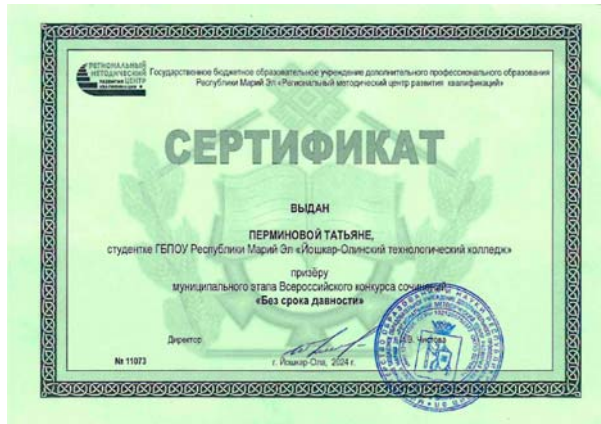 РЕГИОНАЛЬНЫЙ
МЕТОДИЧЕСКИЙ
РАЗВИТИЯ ЦЕНТР
КВАЛИФИКАЦИЙ
Государственное бюджетное образовательное учреждение дополнительного профессионального образования
Республики Марий Эл «Региональный методический центр развития квалификаций»
СЕРТИФИКАТ
ВЫДАН
ПЕРМИНОВОЙ ТАТЬЯНЕ,
студентке ГБПОУ Республики Марий Эл «Йошкар-Олинский технологический колледж»
призёру
муниципального этапа Всероссийского конкурса сочинений
«Без срока давности»
Директор Чистова
№ 11073 г. Йошкар-Ола, 2024 г.